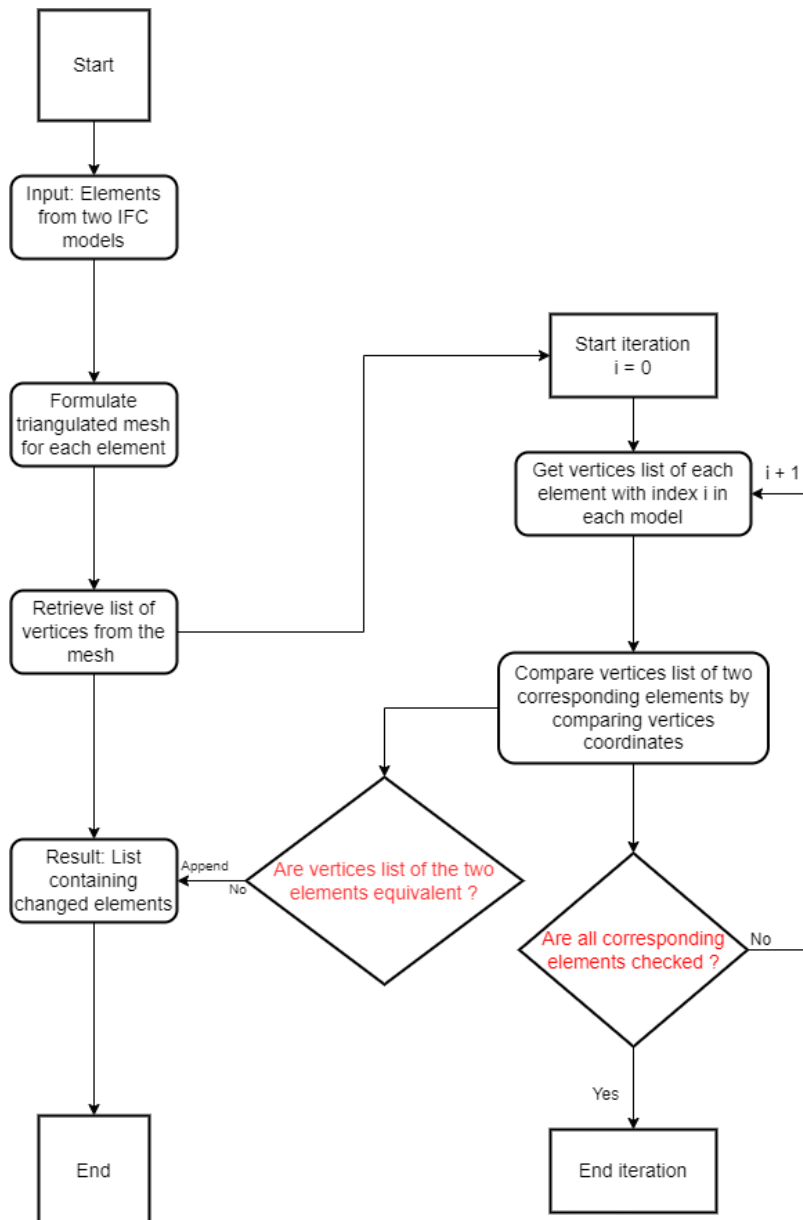 Start
Input: Elements
from two IFC
models
Formulate
triangulated mesh
for each element
Retrieve list of
vertices from the
mesh
Result: List
containing
changed elements
End
Start iteration
i = 0
Get vertices list of each
element with index i in
each model
i + 1
Compare vertices list of two
corresponding elements by
comparing vertices
coordinates
Are vertices list of the two
elements equivalent ?
Append
No
Are all corresponding
elements checked ?
No
Yes
End iteration